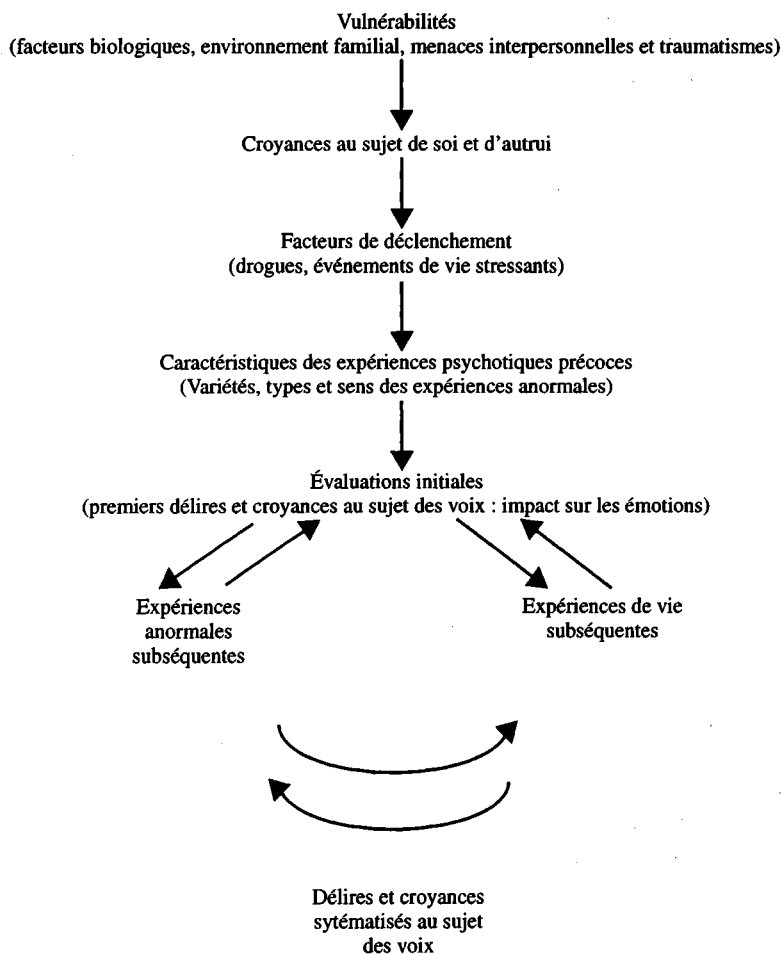 Vulnérabilités
(facteurs biologiques, environnement familial, menaces interpersonnelles et traumatismes)
Croyances au sujet de soi et d'autrui
Facteurs de déclenchement
(drogues, événements de vie stressants)
Caractéristiques des expériences psychotiques précoces
(Variétés, types et sens des expériences anormales)
Évaluations initiales
(premiers délires et croyances au sujet des voix : impact sur les émotions)
Expériences
anormales
subséquentes
Expériences de vie
subséquentes
Délires et croyances
sytématisés au sujet
des voix